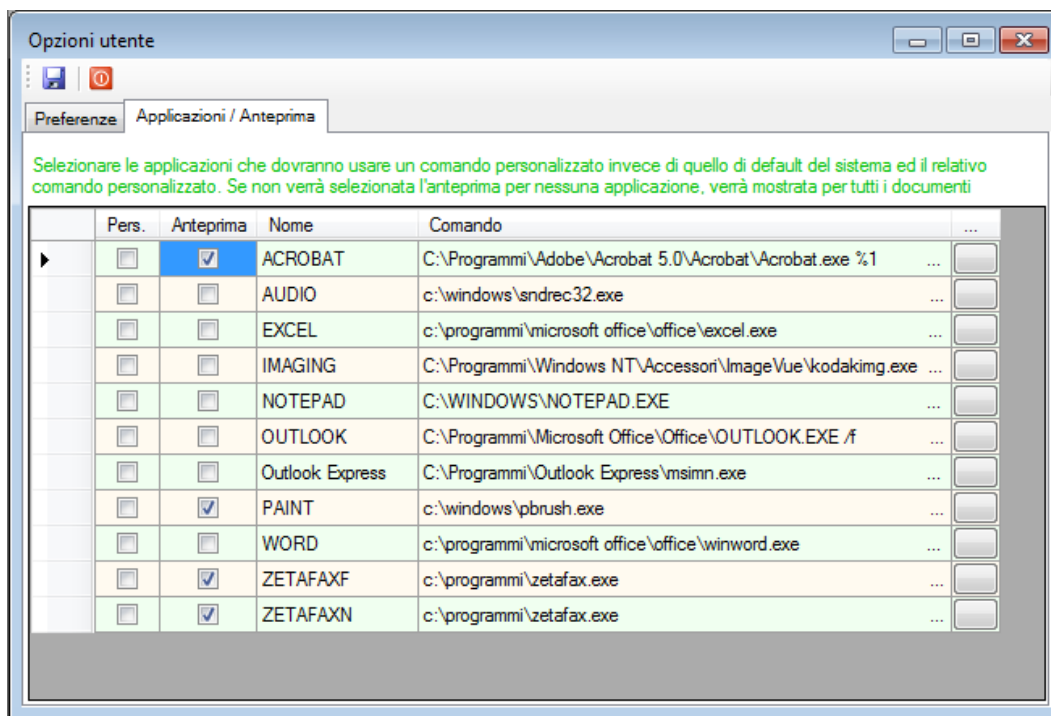 Opzioni utente
Preferenze Applicazioni / Anteprima
Selezionare le applicazioni che dovranno usare un comando personalizzato invece di quello di default del sistema ed il relativo
comando personalizzato. Se non verrà selezionata l'anteprima per nessuna applicazione, verrà mostrata per tutti i documenti
Pers. Anteprima Nome Comando ...
ACROBAT C:\Programmi\Adobe\Acrobat 5.0\Acrobat\Acrobat.exe %1 ...
AUDIO c:\windows\sndrec32.exe ...
EXCEL c:\programmi\microsoft office\office\excel.exe ...
IMAGING C:\Programmi\Windows NT\Accessori\ImageVue\kodakimg.exe ...
NOTEPAD C:\WINDOWS\NOTEPAD.EXE ...
OUTLOOK C:\Programmi\Microsoft Office\Office\OUTLOOK.EXE /f ...
Outlook Express C:\Programmi\Outlook Express\msimn.exe ...
PAINT c:\windows\pbrush.exe ...
WORD c:\programmi\microsoft office\office\winword.exe ...
ZETAFAXF c:\programmi\zetafax.exe ...
ZETAFAXN c:\programmi\zetafax.exe ...